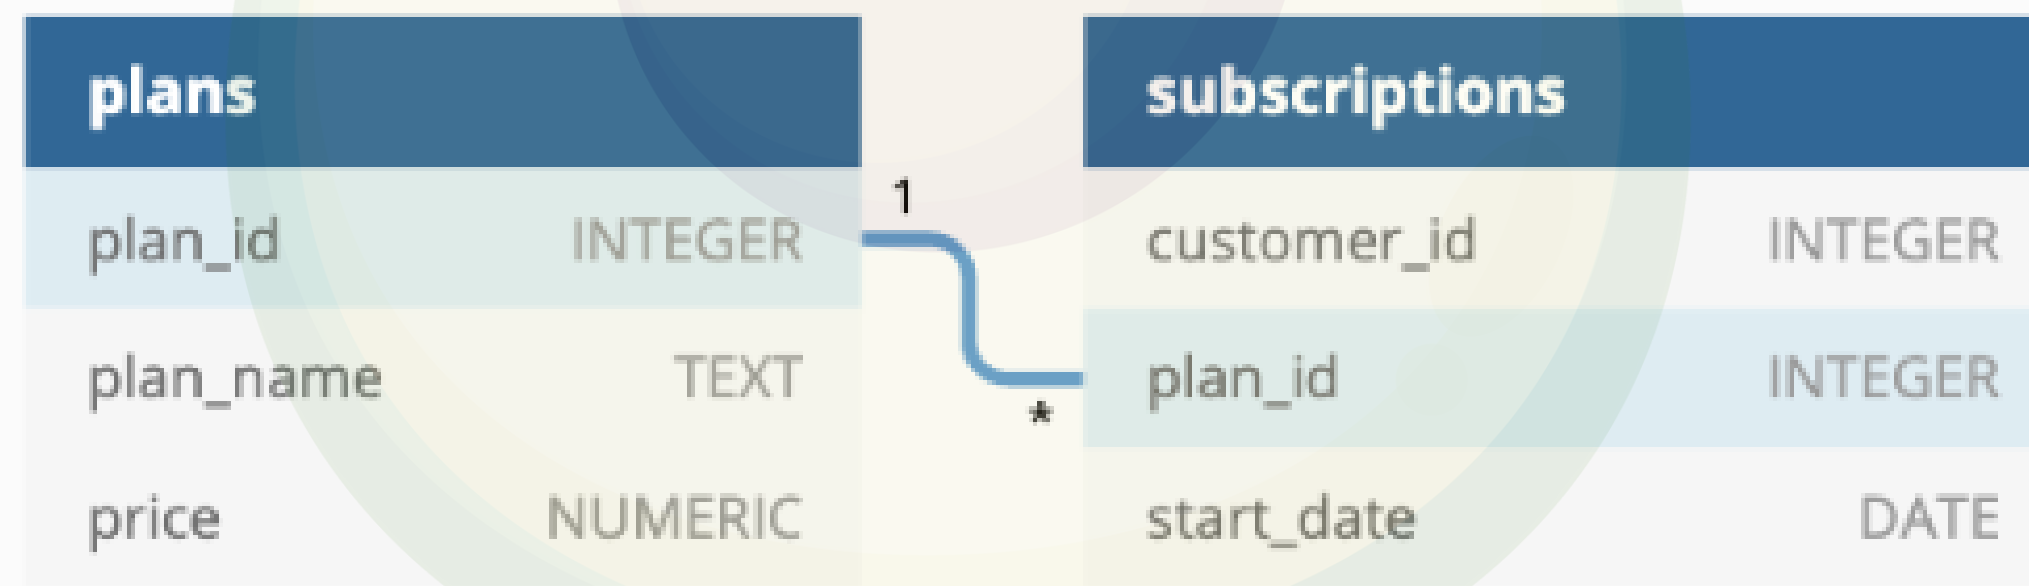 plans
plan_id INTEGER
plan_name TEXT
price NUMERIC
1
*
subscriptions
customer_id INTEGER
plan_id INTEGER
start_date DATE